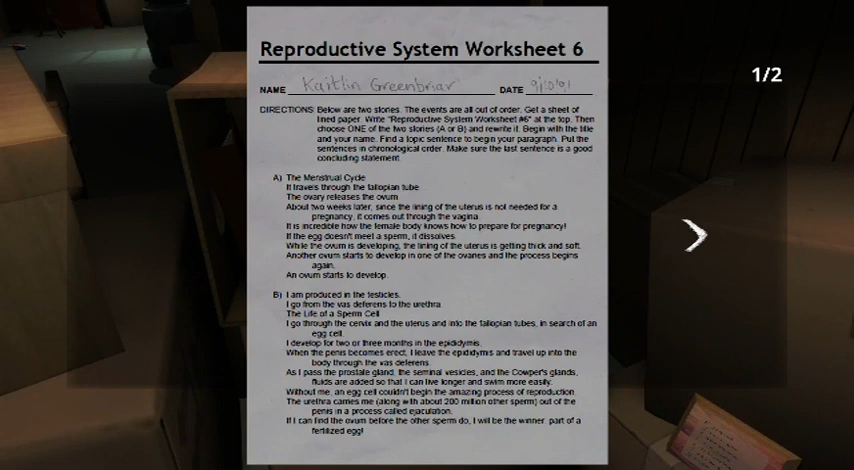 1/2
Reproductive System Worksheet 6
NAME Kaitlin Greenbriar DATE 9/10/91
DIRECTIONS: Below are two stories. The events are all out of order. Get a sheet of
lined paper. Write "Reproductive System Worksheet #6" at the top. Then
choose ONE of the two stories (A or B) and rewrite it. Begin with the title
and your name. Find a topic sentence to begin your paragraph. Put the
sentences in chronological order. Make sure the last sentence is a good
concluding statement.
A) The Menstrual Cycle
It travels through the fallopian tube.
The ovary releases the ovum
About two weeks later, since the lining of the uterus is not needed for a
pregnancy, it comes out through the vagina.
It is incredible how the female body knows how to prepare for pregnancy!
If the egg doesn't meet a sperm, it dissolves.
While the ovum is developing, the lining of the uterus is getting thick and soft.
Another ovum starts to develop in one of the ovaries and the process begins
again.
An ovum starts to develop.
B) I am produced in the testicles.
I go from the vas deferens to the urethra.
The Life of a Sperm Cell
I go through the cervix and the uterus and into the fallopian tubes, in search of an
egg cell.
I develop for two or three months in the epididymis.
When the penis becomes erect, I leave the epididymis and travel up into the
body through the vas deferens.
As I pass the prostate gland, the seminal vesicles, and the Cowper's glands,
fluids are added so that I can live longer and swim more easily.
Without me, an egg cell couldn't begin the amazing process of reproduction.
The urethra carries me (along with about 200 million other sperm) out of the
penis in a process called ejaculation.
If I can find the ovum before the other sperm do, I will be the winner: part of a
fertilized egg!